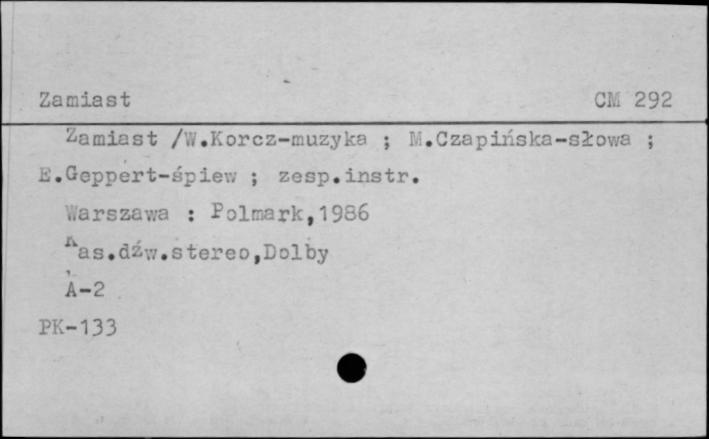 Zamiast CM 292
Zamiast /W.Korcz-muzyka ; M.Czapińska-słowa ;
E.Geppert-śpiew ; zesp.instr.
Warszawa : Polmark,1986
Kas.dźw.stereo,Dolby
A-2
PK-133